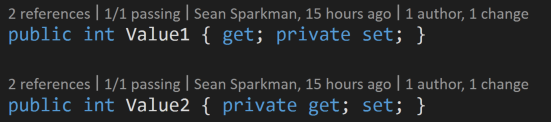 2 references | 1/1 passing | Sean Sparkman, 15 hours ago | 1 author, 1 change
public int Value1 { get; private set; }
2 references | 1/1 passing | Sean Sparkman, 15 hours ago | 1 author, 1 change
public int Value2 { private get; set; }